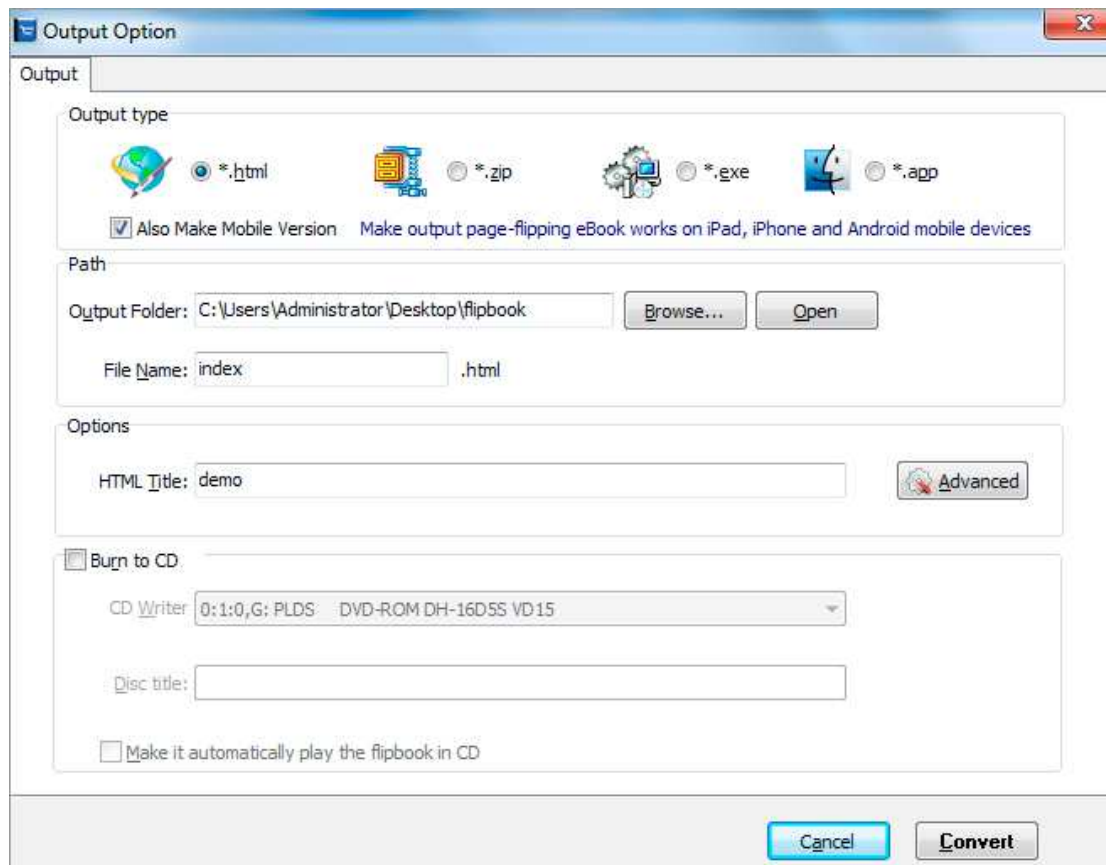 Output Option
Output
Output type
*.html *.zip *.exe *.app
Also Make Mobile Version Make output page-flipping eBook works on iPad, iPhone and Android mobile devices
Path
Output Folder: C:\Users\Administrator\Desktop\flipbook Browse... Open
File Name: index .html
Options
HTML Title: demo Advanced
Burn to CD
CD Writer 0:1:0,G: PLDS DVD-ROM DH-16D5S VD15
Disc title:
Make it automatically play the flipbook in CD
Cancel Convert